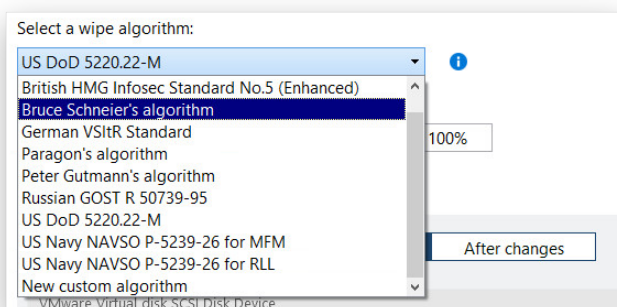 Select a wipe algorithm:
US DoD 5220.22-M
British HMG Infosec Standard No.5 (Enhanced)
Bruce Schneier's algorithm
German VSItR Standard
Paragon's algorithm
100%
Peter Gutmann's algorithm
Russian GOST R 50739-95
US DoD 5220.22-M
US Navy NAVSO P-5239-26 for MFM
After changes
US Navy NAVSO P-5239-26 for RLL
New custom algorithm
VMware Virtual disk SCSI Disk Device